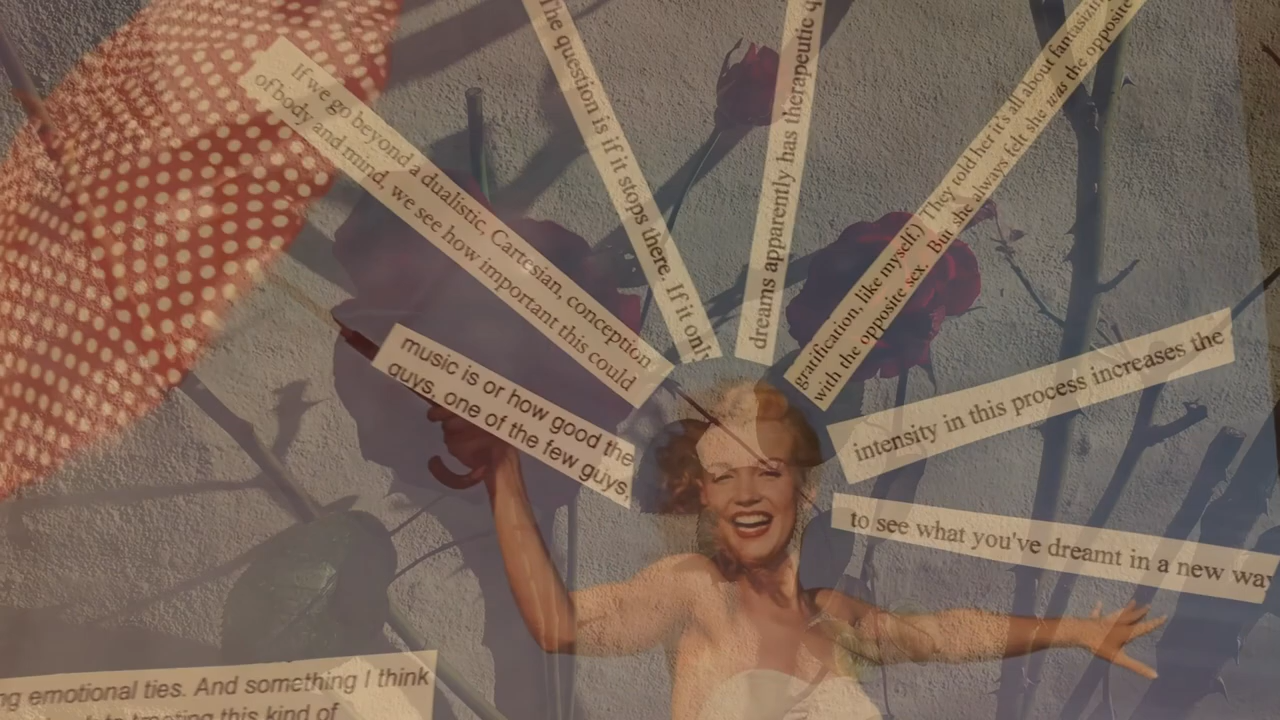 If we go beyond a dualistic, Cartesian, conception
of body and mind, we see how important this could
The question is if it stops there. If it only
dreams apparently has therapeutic
gratification, like myself.) They told her it's all about fantasizing
with the opposite sex. But she always felt she was the opposite
music is or how good the
guys, one of the few guys,
intensity in this process increases the
to see what you've dreamt in a new way
ng emotional ties. And something I think
this kind of